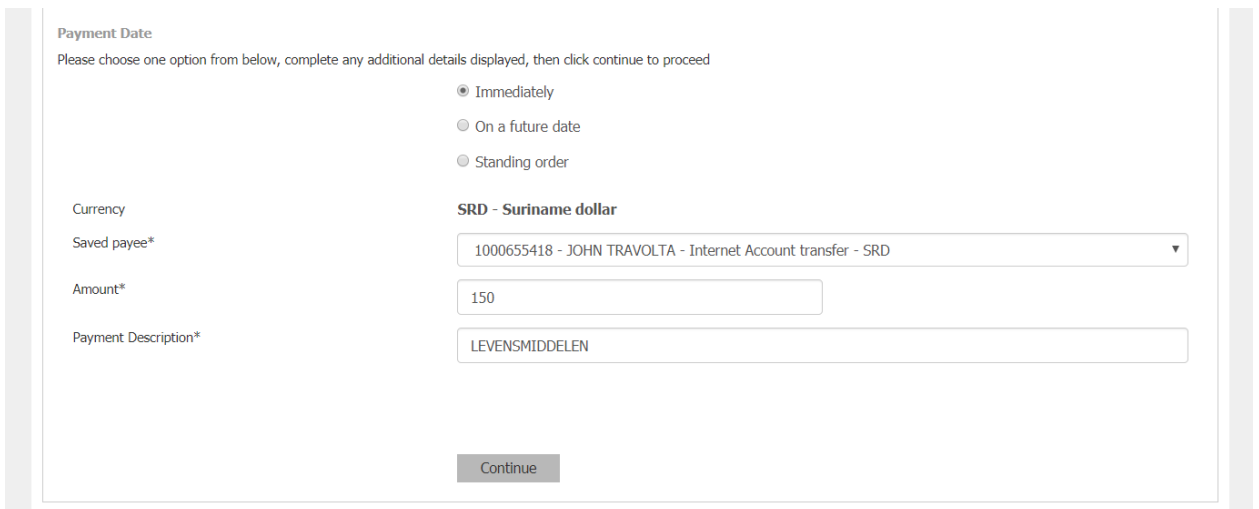 Payment Date
Please choose one option from below, complete any additional details displayed, then click continue to proceed
Immediately
On a future date
Standing order
Currency SRD - Suriname dollar
Saved payee* 1000655418 - JOHN TRAVOLTA - Internet Account transfer - SRD
Amount* 150
Payment Description* LEVENSMIDDELEN
Continue